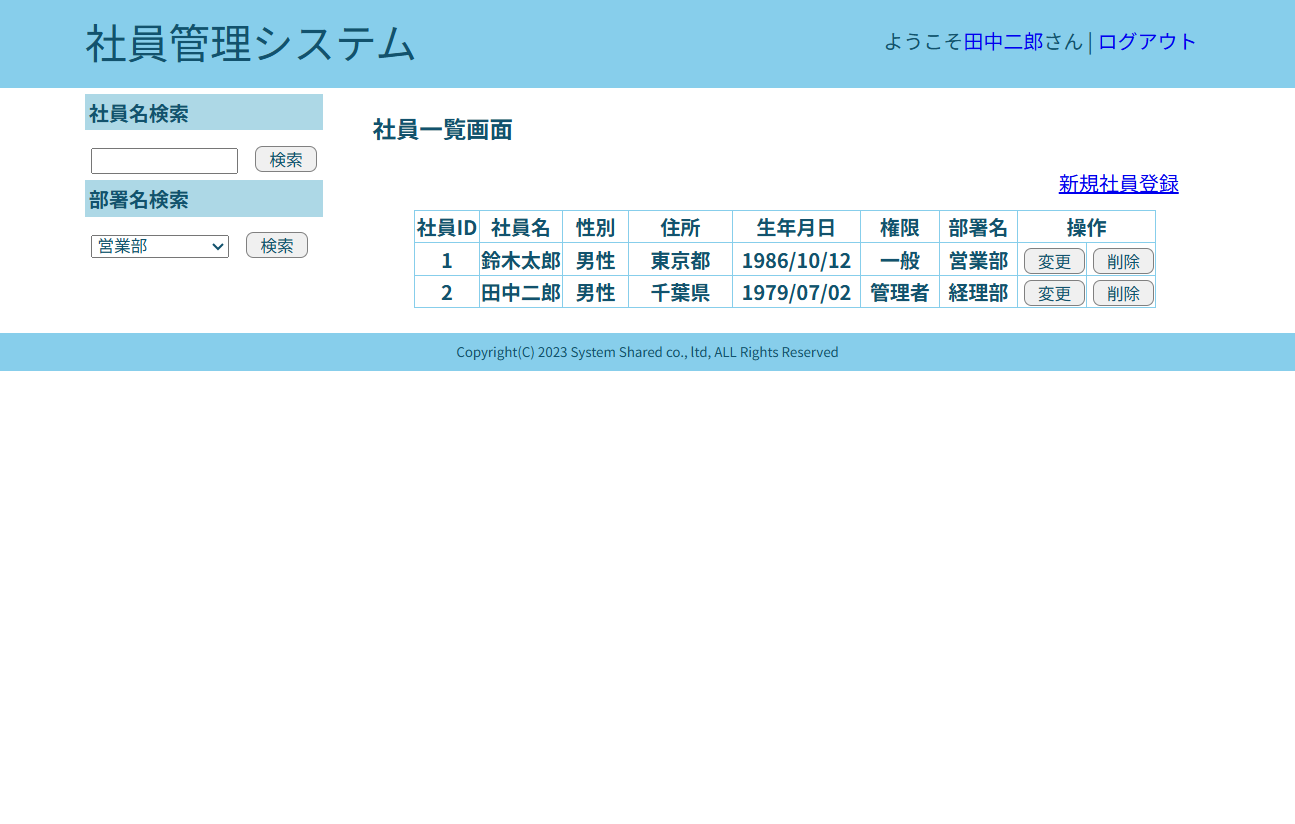 社員管理システム
ようこそ田中二郎さん│ログアウト
社員名検索
検索
部署名検索
営業部 検索
社員一覧画面
新規社員登録
社員ID 社員名 性別 住所 生年月日 権限 部署名 操作
1 鈴木太郎 男性 東京都 1986/10/12 一般 営業部 変更 削除
2 田中二郎 男性 千葉県 1979/07/02 管理者 経理部 変更 削除
Copyright(C) 2023 System Shared co., ltd, ALL Rights Reserved